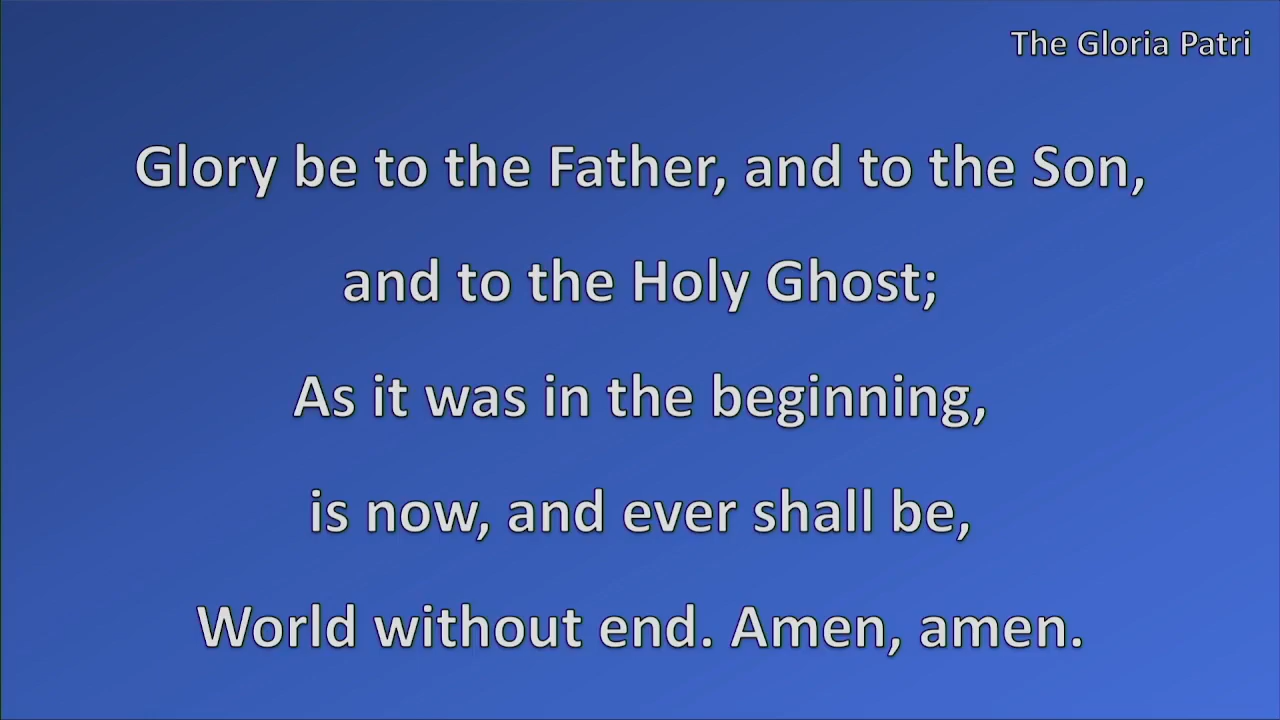 The Gloria Patri
Glory be to the Father, and to the Son,
and to the Holy Ghost;
As it was in the beginning,
is now, and ever shall be,
World without end. Amen, amen.